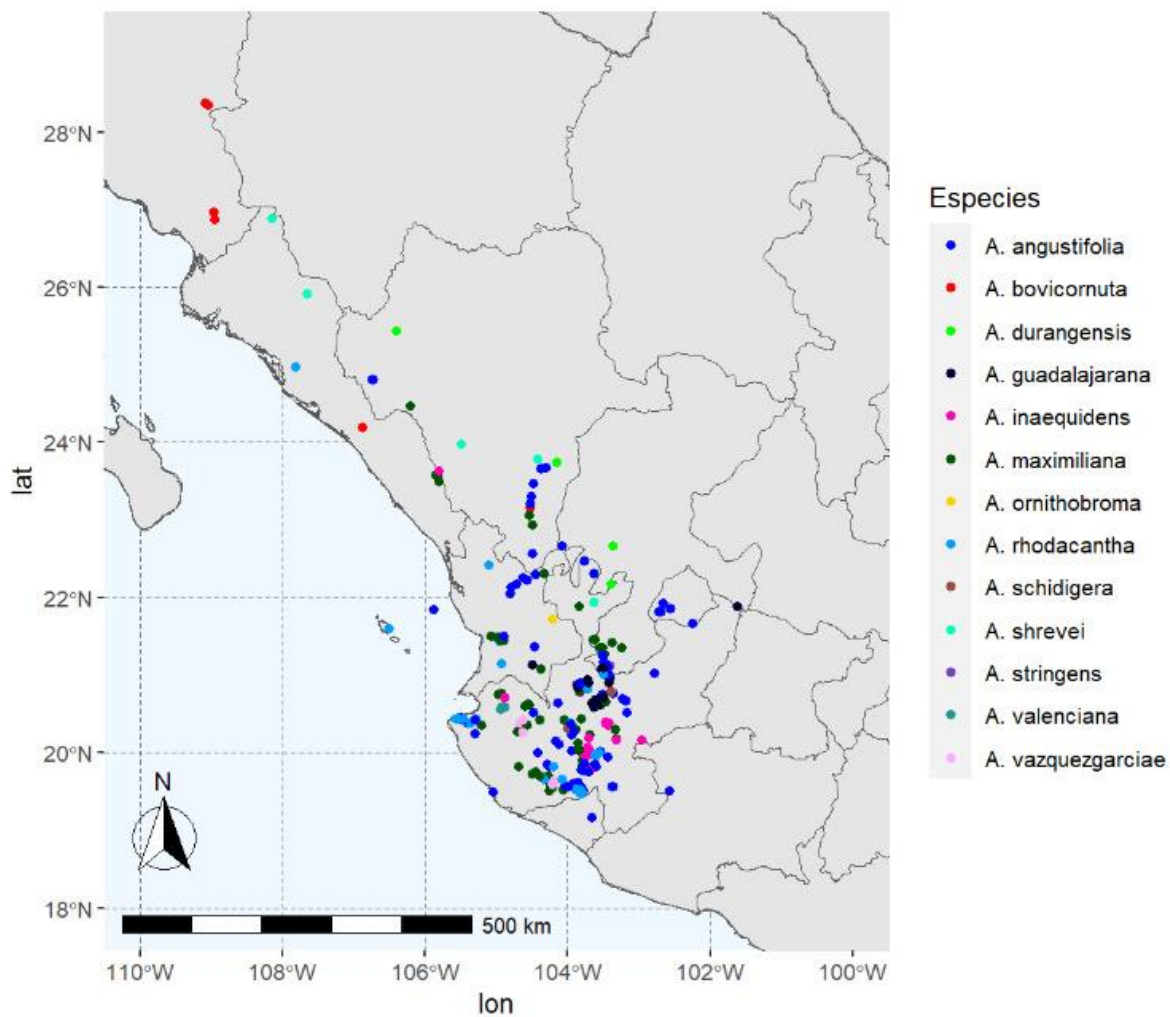 28°N
26°N
24°N
22°N
20°N
18°N
lat
N
500 km
110°W 108°W 106°W 104°W 102°W 100°W
lon
Especies
A. angustifolia
A. bovicornuta
A. durangensis
A. guadalajarana
A. inaequidens
A. maximiliana
A. ornithobroma
A. rhodacantha
A. schidigera
A. shrevei
A. stringens
A. valenciana
A. vazquezgarciae